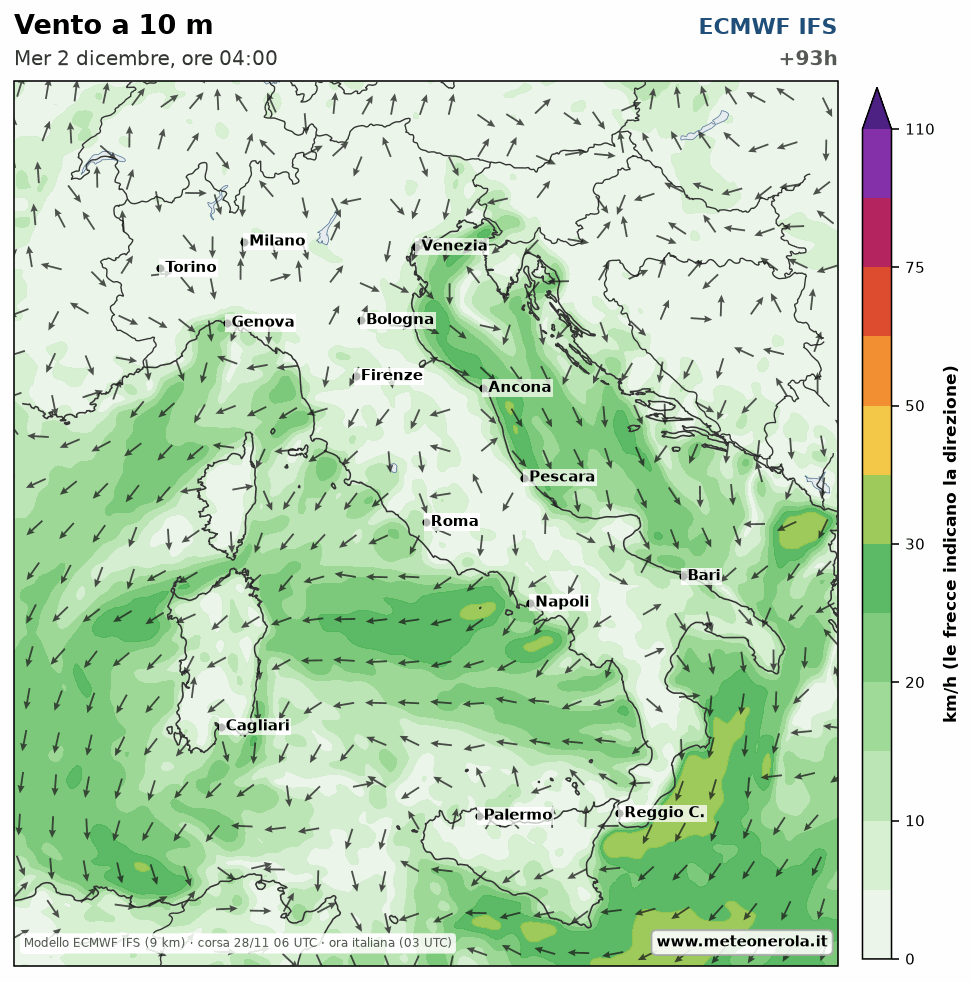 Vento a 10 m
ECMWF IFS
Mer 2 dicembre, ore 04:00
+93h
Venezia
Milano
Torino
Genova
Bologna
Firenze
Ancona
Pescara
Roma
Bari
Napoli
Cagliari
Palermo
Reggio C.
Modello ECMWF IFS (9 km) · corsa 28/11 06 UTC · ora italiana (03 UTC)
www.meteonerola.it
110
75
50
30
20
10
0
km/h (le frecce indicano la direzione)